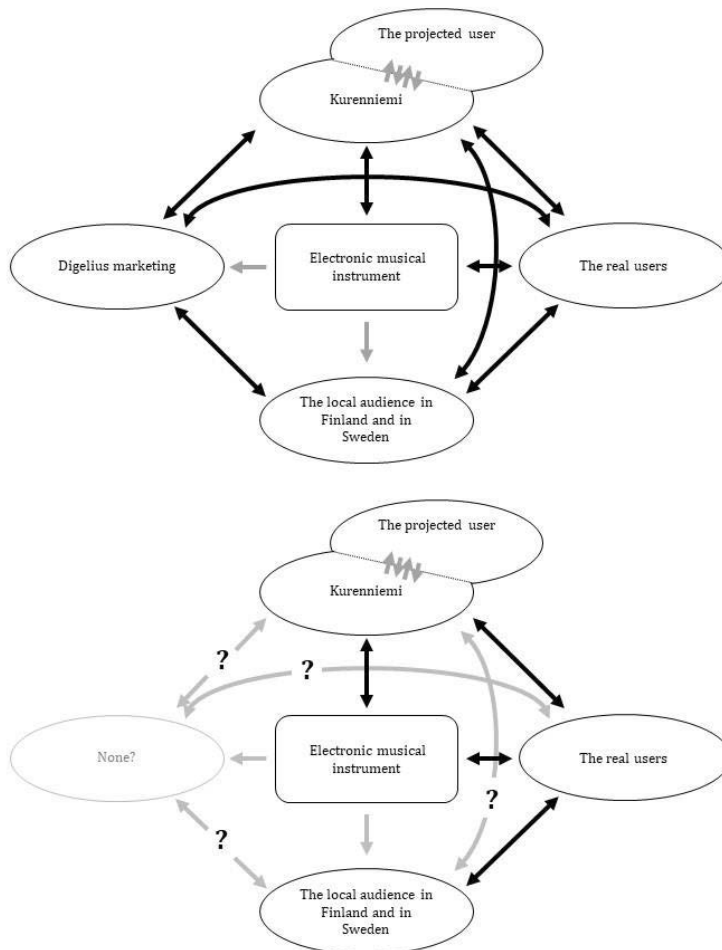 The projected user
Kurenniemi
Digelius marketing
Electronic musical
instrument
The real users
The local audience in
Finland and in
Sweden
The projected user
Kurenniemi
?
?
None?
Electronic musical
instrument
The real users
?
?
The local audience in
Finland and in
Sweden